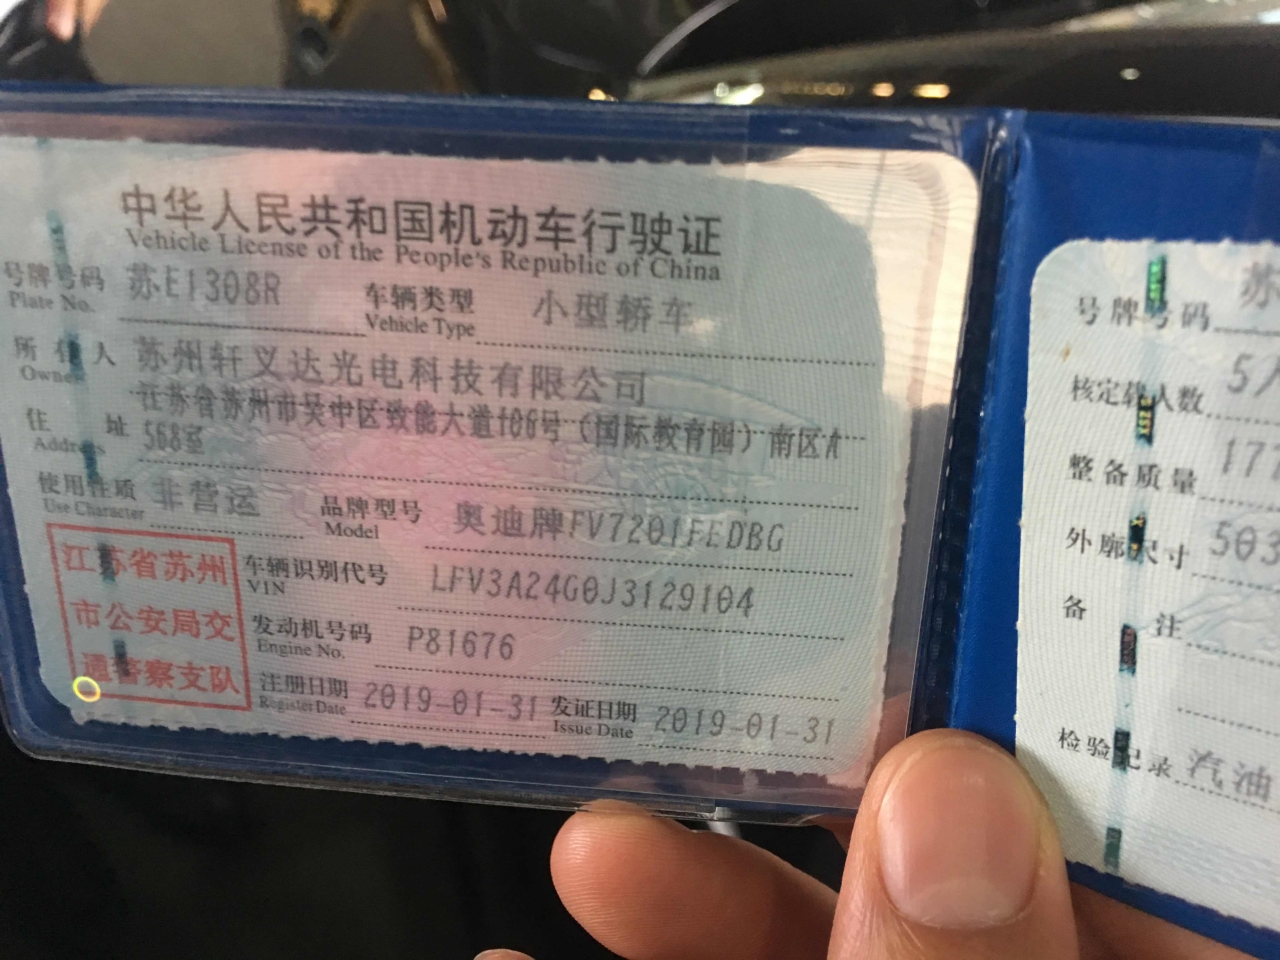 中华人民共和国机动车行驶证
Vehicle License of the People's Republic of China
号牌号码 苏E1308R 车辆类型 小型轿车
Plate No. Vehicle Type
所有人 苏州轩义达光电科技有限公司
Owner
江苏省苏州市吴中区致能大道106号（国际教育园）南区A
住址 568室
Address
使用性质 非营运 品牌型号 奥迪牌FV7201FEDBG
Use Character Model
江苏省苏州
市公安局交
通警察支队
车辆识别代号 LFV3A24G0J3129104
VIN
发动机号码 P81676
Engine No.
注册日期 2019-01-31 发证日期 2019-01-31
Register Date Issue Date
号牌号码 苏
核定载人数 5人
整备质量 177
外廓尺寸 503
备注
检验记录 汽油